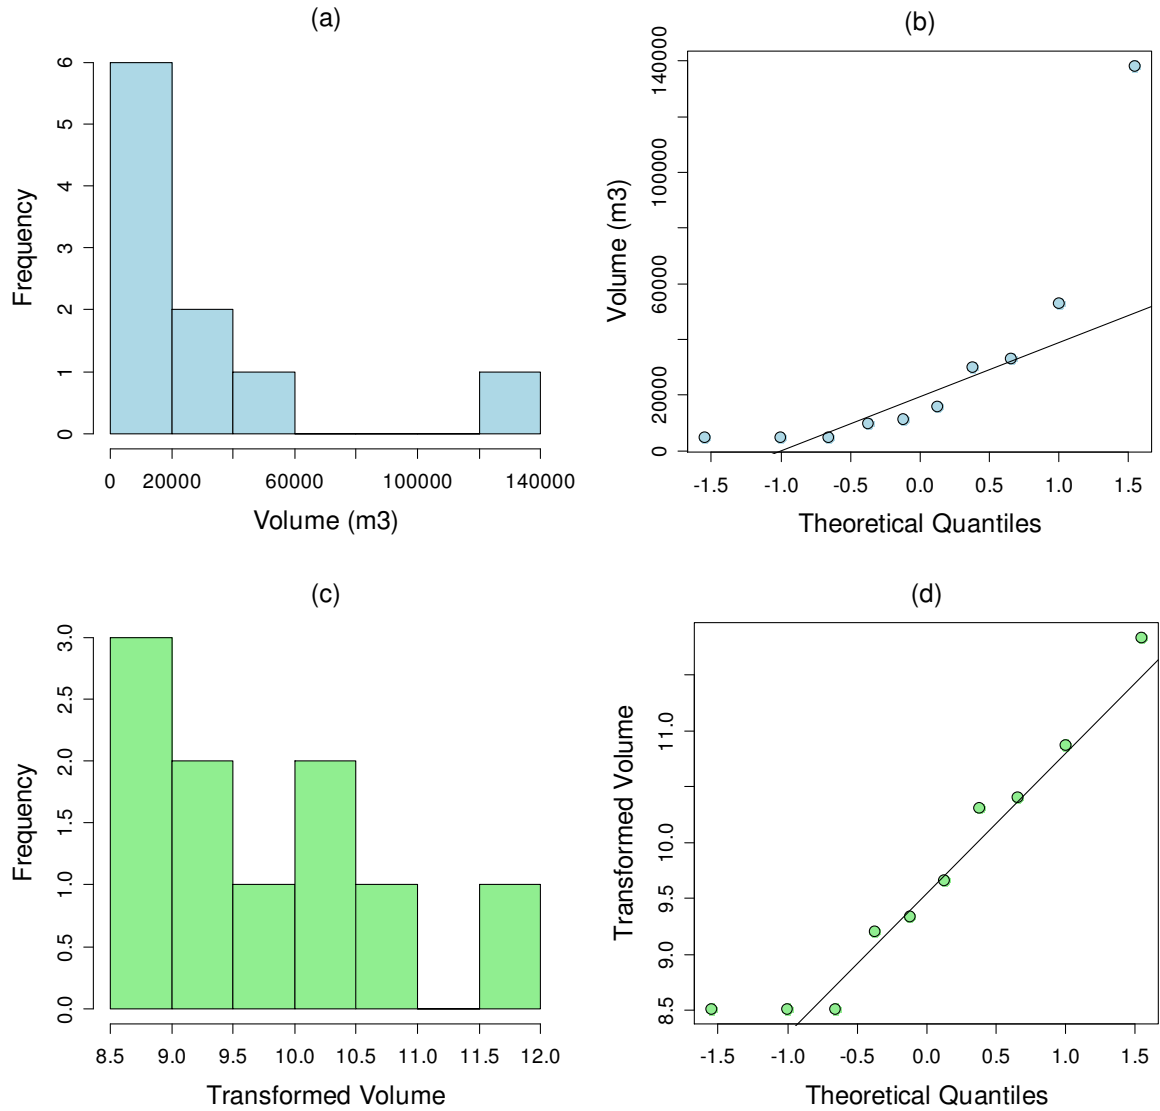 (a)
6
5
4
3
2
1
0
Frequency
0 20000 60000 100000 140000
Volume (m3)
(b)
140000
100000
60000
20000
0
Volume (m3)
-1.5 -1.0 -0.5 0.0 0.5 1.0 1.5
Theoretical Quantiles
(c)
3.0
2.5
2.0
1.5
1.0
0.5
0.0
Frequency
8.5 9.0 9.5 10.0 10.5 11.0 11.5 12.0
Transformed Volume
(d)
11.0
10.0
9.5
9.0
8.5
Transformed Volume
-1.5 -1.0 -0.5 0.0 0.5 1.0 1.5
Theoretical Quantiles